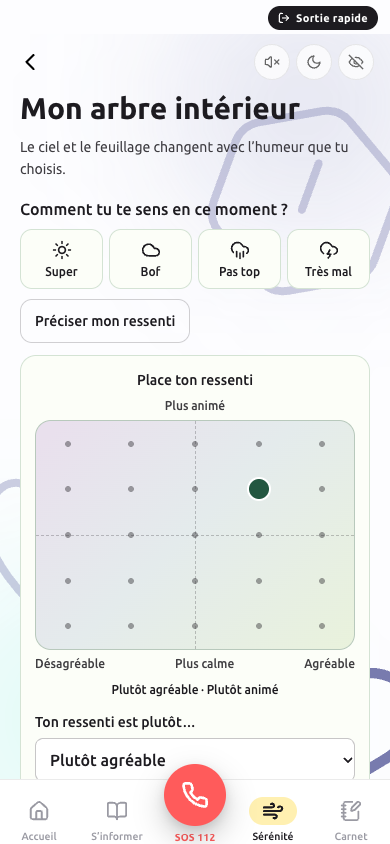 Sortie rapide
Mon arbre intérieur
Le ciel et le feuillage changent avec l'humeur que tu
choisis.
Comment tu te sens en ce moment ?
Super
Bof
Pas top
Très mal
Préciser mon ressenti
Place ton ressenti
Plus animé
Désagréable
Plus calme
Agréable
Plutôt agréable · Plutôt animé
Ton ressenti est plutôt…
Plutôt agréable
Accueil
S'informer
SOS 112
Sérénité
Carnet